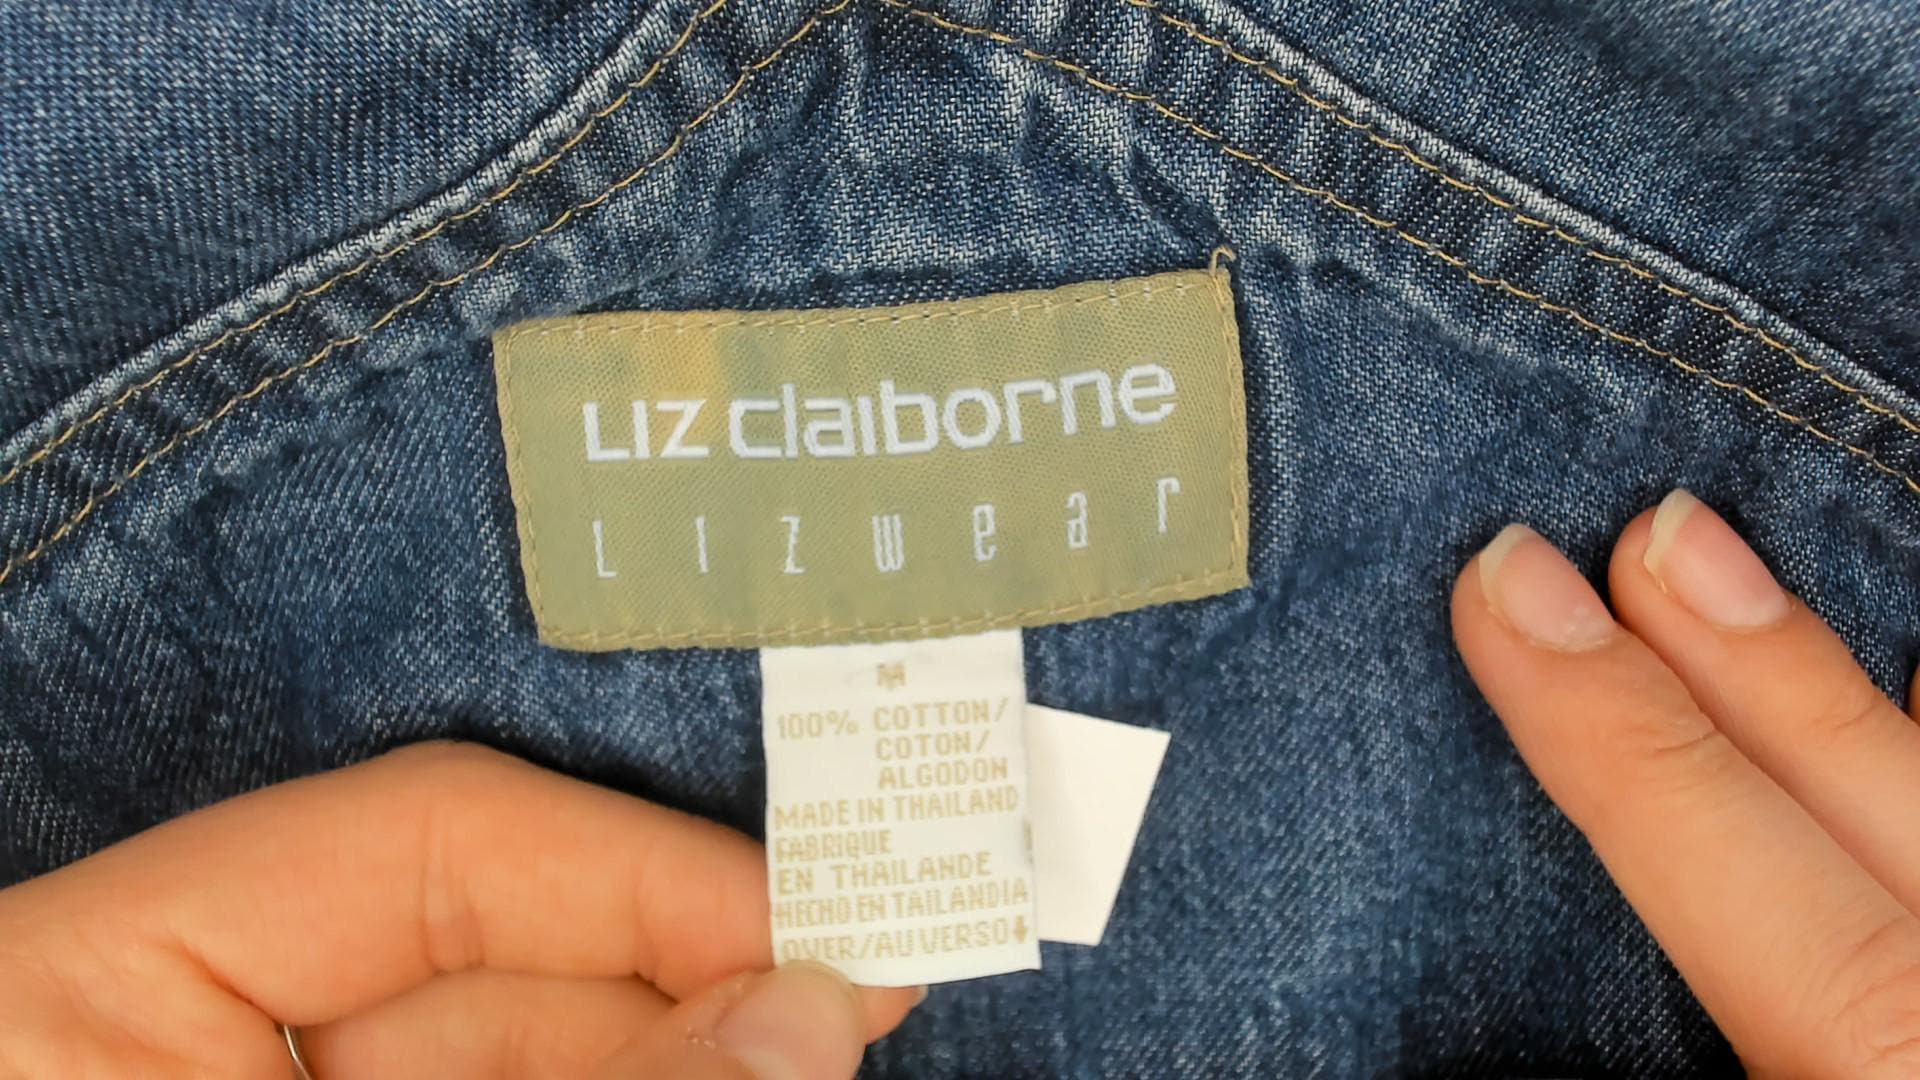 LIZ claiborne
Lizwear
M
100% COTTON/
COTON/
ALGODON
MADE IN THAILAND
FABRIQUE
EN THAILANDE
HECHO EN TAILANDIA
OVER/AU VERSO↓